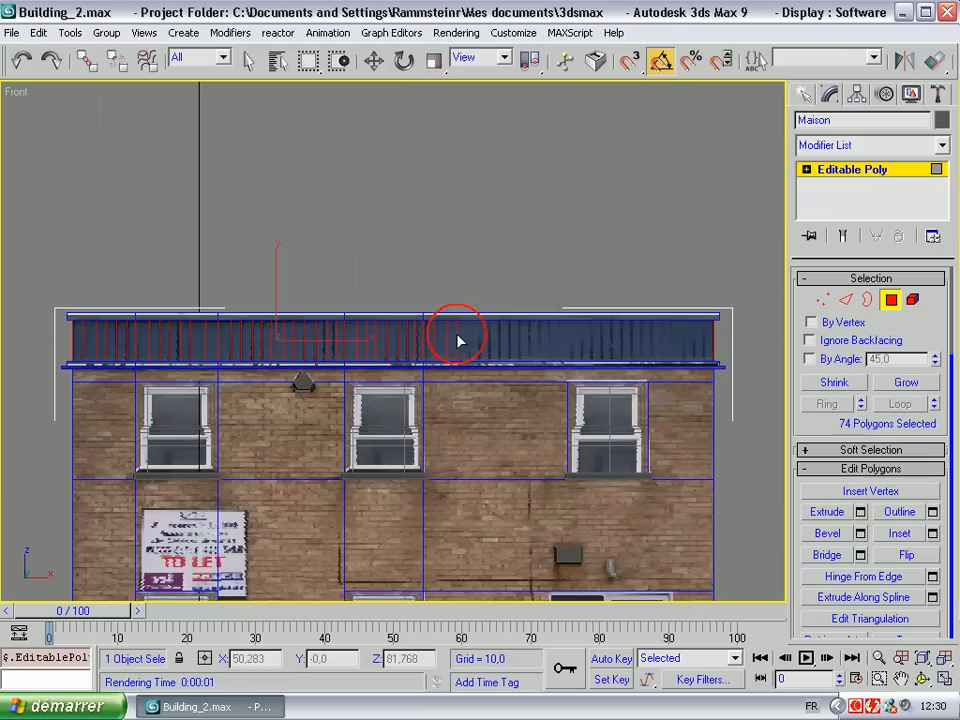 Building_2.max - Project Folder: C:\Documents and Settings\Rammsteinr\Mes documents\3dsmax - Autodesk 3ds Max 9 - Display : Software
File Edit Tools Group Views Create Modifiers reactor Animation Graph Editors Rendering Customize MAXScript Help
All View
Front
Maison
Modifier List
Editable Poly
- Selection
By Vertex
Ignore Backfacing
By Angle: 45,0
Shrink Grow
Ring Loop
74 Polygons Selected
+ Soft Selection
- Edit Polygons
Insert Vertex
Extrude Outline
Bevel Inset
Bridge Flip
Hinge From Edge
Extrude Along Spline
Edit Triangulation
y
TO LET
z
x
< 0 / 100 >
0 10 20 30 40 50 60 70 80 90 100
$.EditablePol 1 Object Sele X: 50,283 Y: -0,0 Z: 81,768 Grid = 10,0 Auto Key Selected
Rendering Time 0:00:01 Add Time Tag Set Key Key Filters... 0
démarrer Building_2.max - P... FR 12:30